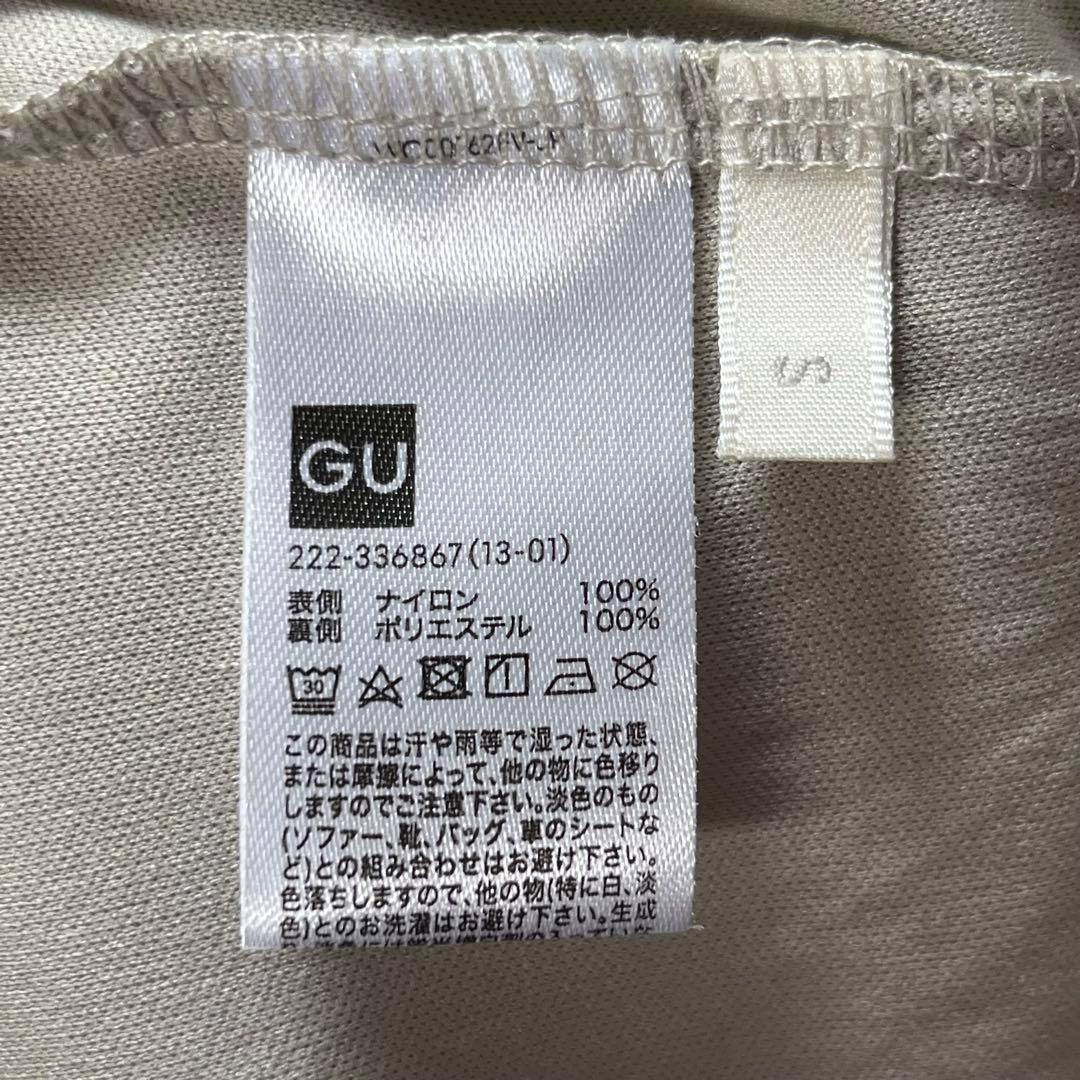 S
GU
222-336867(13-01)
表側 ナイロン 100%
裏側 ポリエステル 100%
30
この商品は汗や雨等で湿った状態、
または摩擦によって、他の物に色移り
しますのでご注意下さい。淡色のもの
(ソファー、靴、バッグ、車のシートな
ど)との組み合わせはお避け下さい。
色落ちしますので、他の物(特に白、淡
色)とのお洗濯はお避け下さい。生成